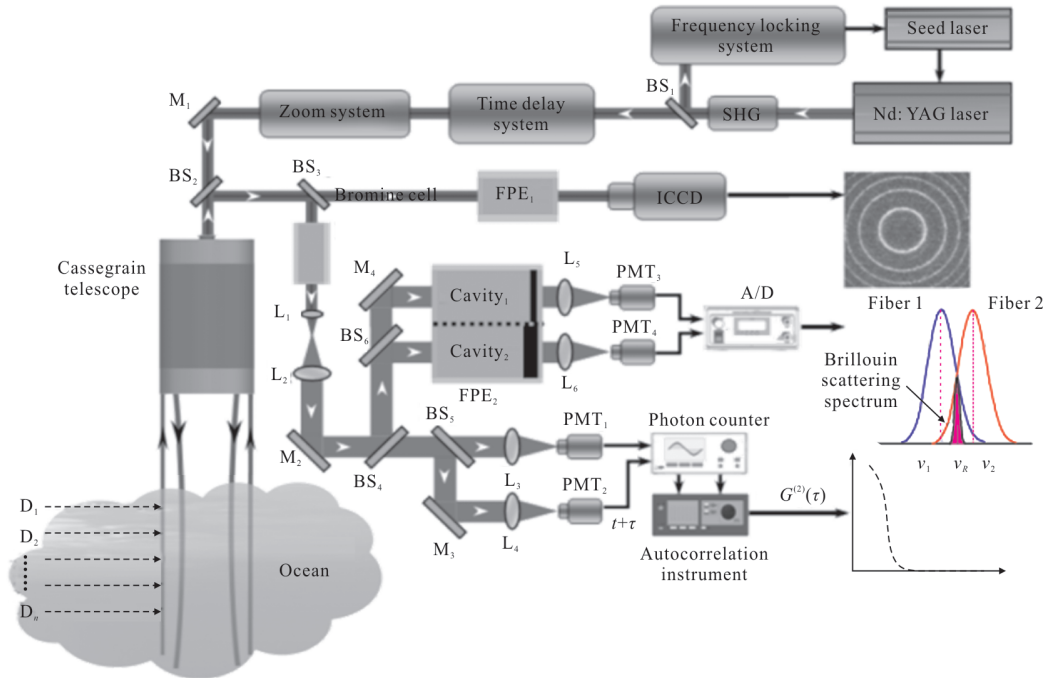 Frequency locking
system
Seed laser
BS₁
M₁
Zoom system
Time delay
system
SHG
Nd: YAG laser
BS₂
BS₃
Bromine cell
FPE₁
ICCD
Cassegrain
telescope
M₄
L₅
PMT₃
A/D
Cavity₁
L₁
BS₆
PMT₄
Cavity₂
L₂
L₆
FPE₂
Fiber 1
Fiber 2
Brillouin
scattering
spectrum
v₁
v_R
v₂
BS₅
PMT₁
Photon counter
M₂
BS₄
L₃
PMT₂
t+τ
M₃
L₄
G⁽²⁾(τ)
Autocorrelation
instrument
D₁
D₂
Dₙ
Ocean